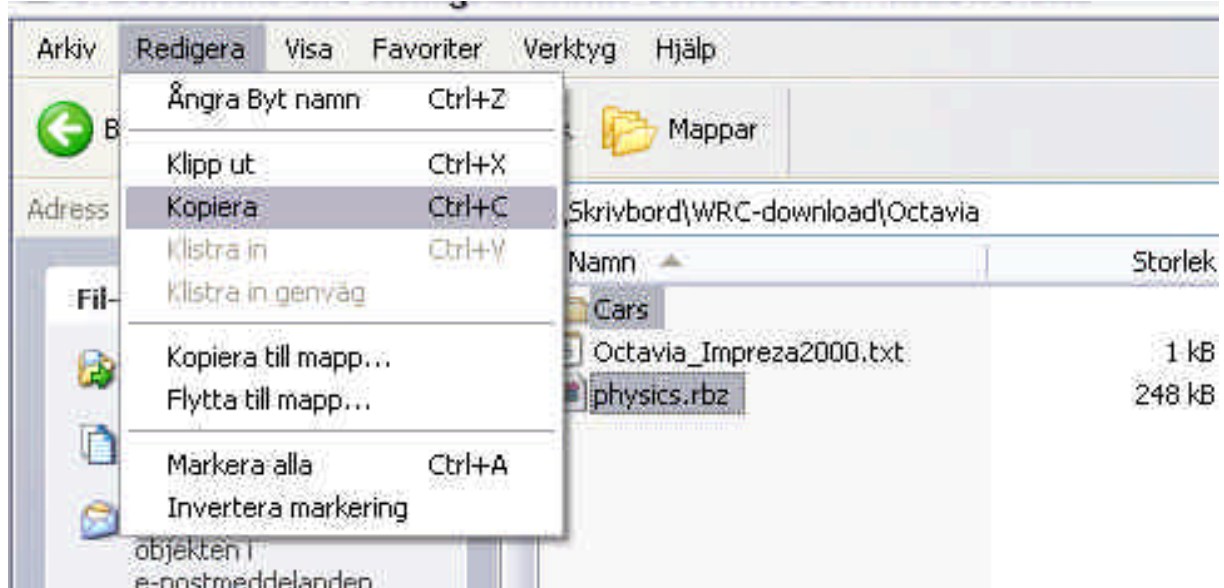 Arkiv Redigera Visa Favoriter Verktyg Hjälp
Ångra Byt namn Ctrl+Z
Klipp ut Ctrl+X
Kopiera Ctrl+C
Klistra in Ctrl+V
Klistra in genväg
Kopiera till mapp...
Flytta till mapp...
Markera alla Ctrl+A
Invertera markering
B
Mappar
Adress
\Skrivbord\WRC-download\Octavia
Namn Storlek
Cars
Octavia_Impreza2000.txt 1 kB
physics.rbz 248 kB
Fil-
objekten i
e-postmeddelanden